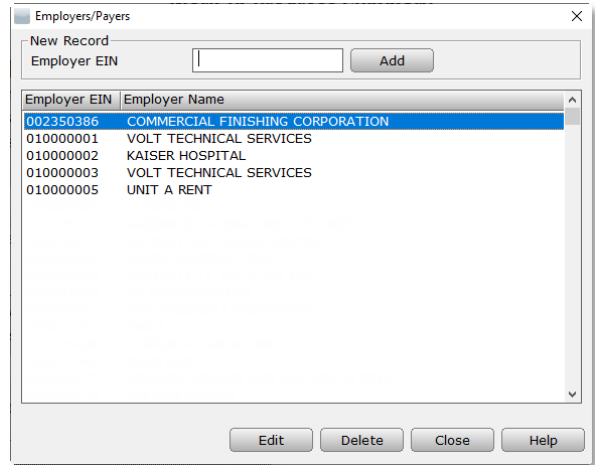 Employers/Payers
New Record
Employer EIN Add
Employer EIN Employer Name
002350386 COMMERCIAL FINISHING CORPORATION
010000001 VOLT TECHNICAL SERVICES
010000002 KAISER HOSPITAL
010000003 VOLT TECHNICAL SERVICES
010000005 UNIT A RENT
Edit Delete Close Help